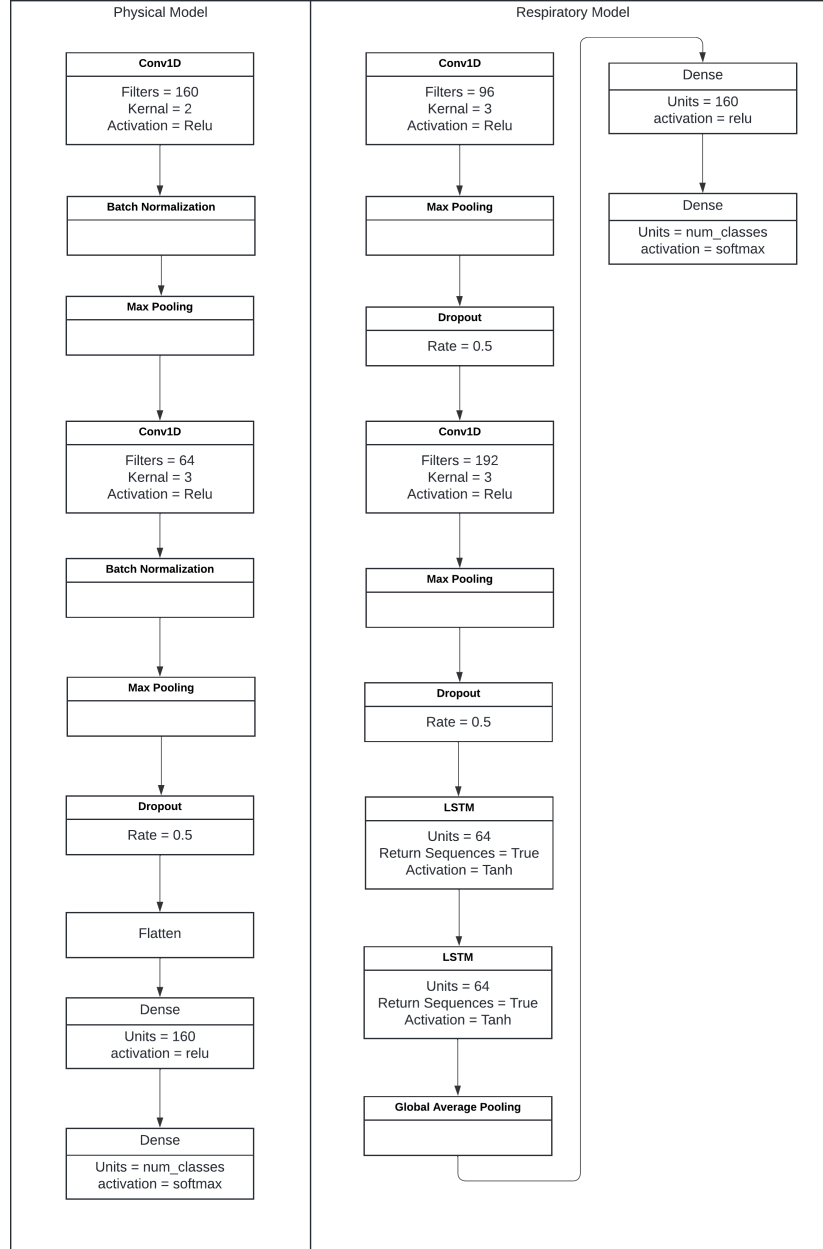 Physical Model
Conv1D
Filters = 160
Kernal = 2
Activation = Relu
Batch Normalization
Max Pooling
Conv1D
Filters = 64
Kernal = 3
Activation = Relu
Batch Normalization
Max Pooling
Dropout
Rate = 0.5
Flatten
Dense
Units = 160
activation = relu
Dense
Units = num_classes
activation = softmax
Respiratory Model
Conv1D
Filters = 96
Kernal = 3
Activation = Relu
Max Pooling
Dropout
Rate = 0.5
Conv1D
Filters = 192
Kernal = 3
Activation = Relu
Max Pooling
Dropout
Rate = 0.5
LSTM
Units = 64
Return Sequences = True
Activation = Tanh
LSTM
Units = 64
Return Sequences = True
Activation = Tanh
Global Average Pooling
Dense
Units = 160
activation = relu
Dense
Units = num_classes
activation = softmax